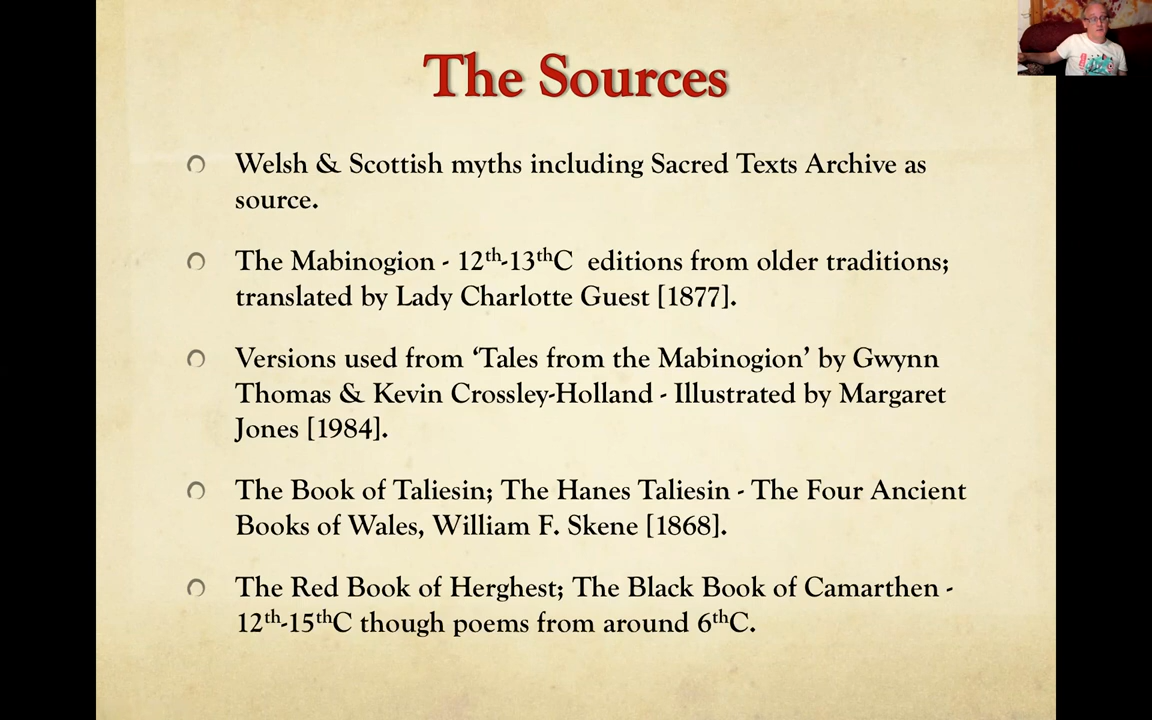 The Sources
Welsh & Scottish myths including Sacred Texts Archive as
source.
The Mabinogion - 12th-13thC editions from older traditions;
translated by Lady Charlotte Guest [1877].
Versions used from ‘Tales from the Mabinogion’ by Gwynn
Thomas & Kevin Crossley-Holland - Illustrated by Margaret
Jones [1984].
The Book of Taliesin; The Hanes Taliesin - The Four Ancient
Books of Wales, William F. Skene [1868].
The Red Book of Herghest; The Black Book of Camarthen -
12th-15thC though poems from around 6thC.